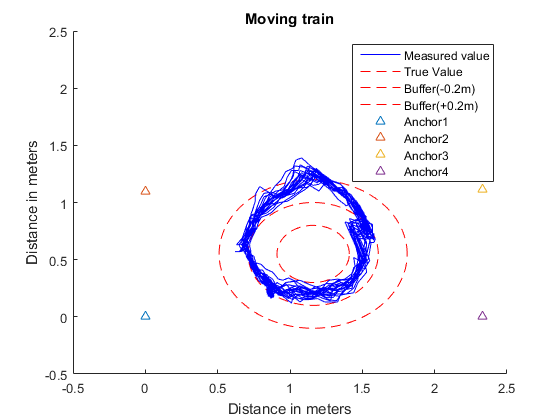 Moving train
Measured value
True Value
Buffer(-0.2m)
Buffer(+0.2m)
Anchor1
Anchor2
Anchor3
Anchor4
Distance in meters
2.5
2
1.5
1
0.5
0
-0.5
-0.5
0
0.5
1
1.5
2
2.5
Distance in meters